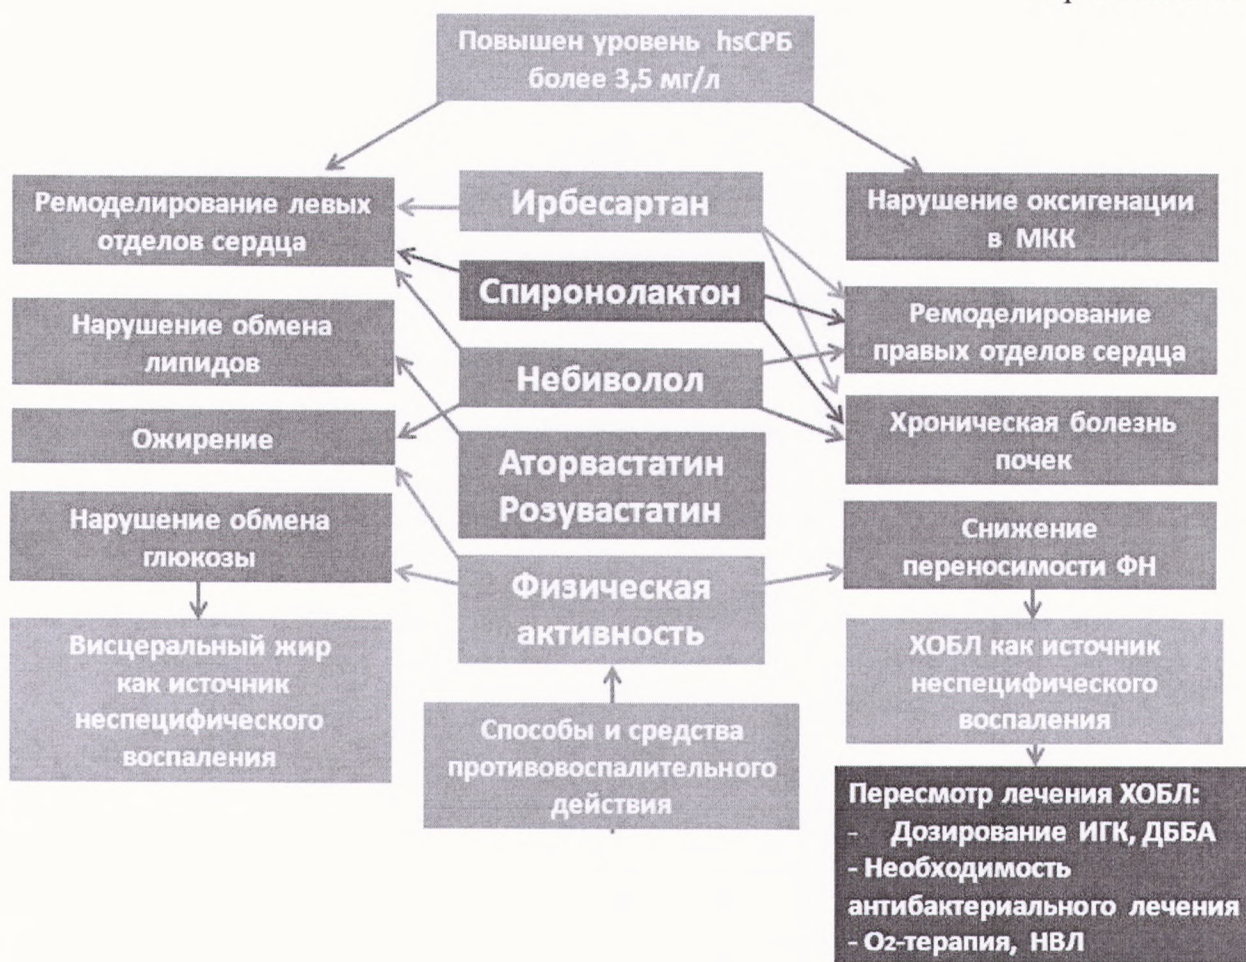 Повышен уровень hsСРБ
более 3,5 мг/л
Ремоделирование левых
отделов сердца
Нарушение обмена
липидов
Ожирение
Нарушение обмена
глюкозы
Висцеральный жир
как источник
неспецифического
воспаления
Ирбесартан
Спиронолактон
Небиволол
Аторвастатин
Розувастатин
Физическая
активность
Способы и средства
противовоспалительного
действия
Нарушение оксигенации
в МКК
Ремоделирование
правых отделов сердца
Хроническая болезнь
почек
Снижение
переносимости ФН
ХОБЛ как источник
неспецифического
воспаления
Пересмотр лечения ХОБЛ:
- Дозирование ИГК, ДББА
- Необходимость
антибактериального лечения
- О2-терапия, НВЛ